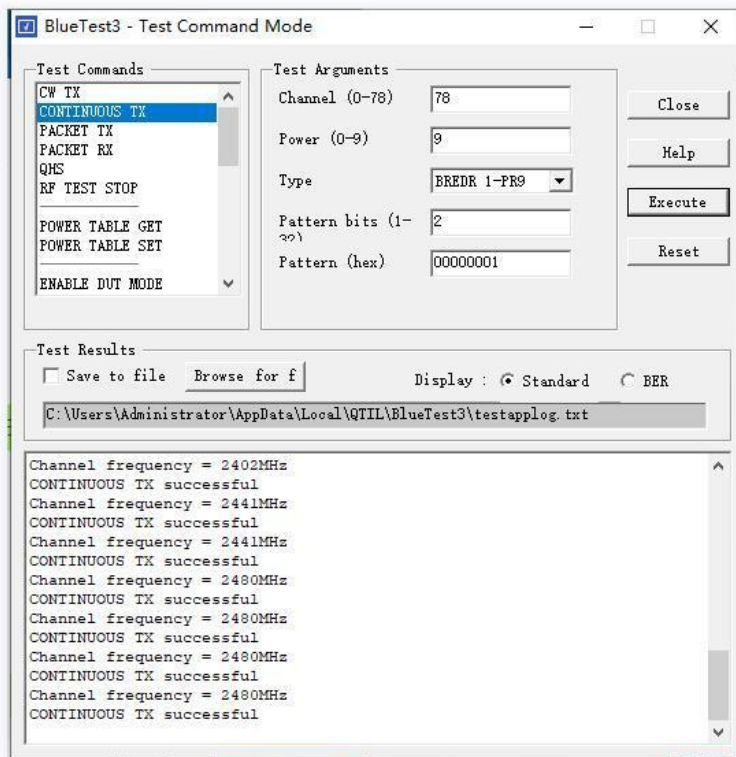 BlueTest3 - Test Command Mode
Test Commands
CW TX
CONTINUOUS TX
PACKET TX
PACKET RX
QHS
RF TEST STOP
POWER TABLE GET
POWER TABLE SET
ENABLE DUT MODE
Test Arguments
Channel (0-78) 78
Power (0-9) 9
Type BREDR 1-PR9
Pattern bits (1-32) 2
Pattern (hex) 00000001
Close
Help
Execute
Reset
Test Results
Save to file Browse for f Display : Standard BER
C:\Users\Administrator\AppData\Local\QTIL\BlueTest3\testapplog.txt
Channel frequency = 2402MHz
CONTINUOUS TX successful
Channel frequency = 2441MHz
CONTINUOUS TX successful
Channel frequency = 2441MHz
CONTINUOUS TX successful
Channel frequency = 2480MHz
CONTINUOUS TX successful
Channel frequency = 2480MHz
CONTINUOUS TX successful
Channel frequency = 2480MHz
CONTINUOUS TX successful
Channel frequency = 2480MHz
CONTINUOUS TX successful